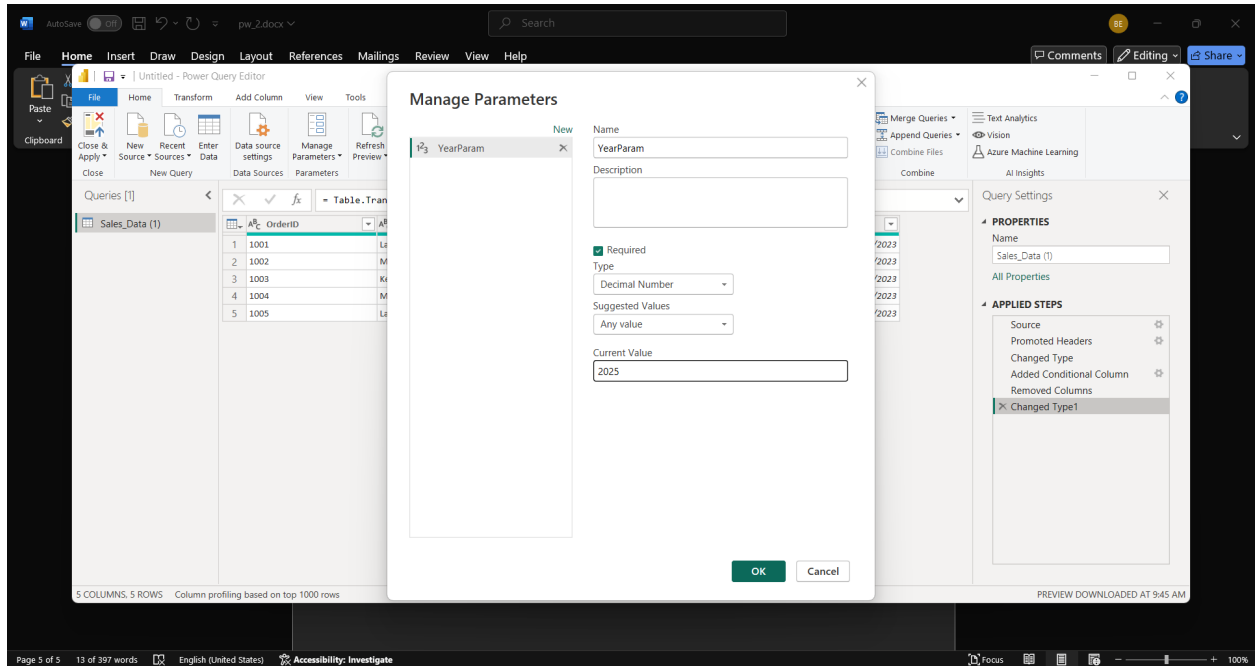 AutoSave Off pw_2.docx Search BE
File Home Insert Draw Design Layout References Mailings Review View Help Comments Editing Share
Paste
Clipboard
Untitled - Power Query Editor
File Home Transform Add Column View Tools
Close & Apply
New Source
Recent Sources
Enter Data
Data source settings
Manage Parameters
Refresh Preview
Close New Query Data Sources Parameters
Merge Queries
Append Queries
Combine Files
Combine
Text Analytics
Vision
Azure Machine Learning
AI Insights
Queries [1]
Sales_Data (1)
fx = Table.Tran
ABC OrderID
1 1001 La /2023
2 1002 M /2023
3 1003 Ke /2023
4 1004 M /2023
5 1005 La /2023
Manage Parameters
New
123 YearParam
Name
YearParam
Description
Required
Type
Decimal Number
Suggested Values
Any value
Current Value
2025
OK Cancel
Query Settings
PROPERTIES
Name
Sales_Data (1)
All Properties
APPLIED STEPS
Source
Promoted Headers
Changed Type
Added Conditional Column
Removed Columns
Changed Type1
5 COLUMNS, 5 ROWS Column profiling based on top 1000 rows PREVIEW DOWNLOADED AT 9:45 AM
Page 5 of 5 13 of 397 words English (United States) Accessibility: Investigate Focus 100%